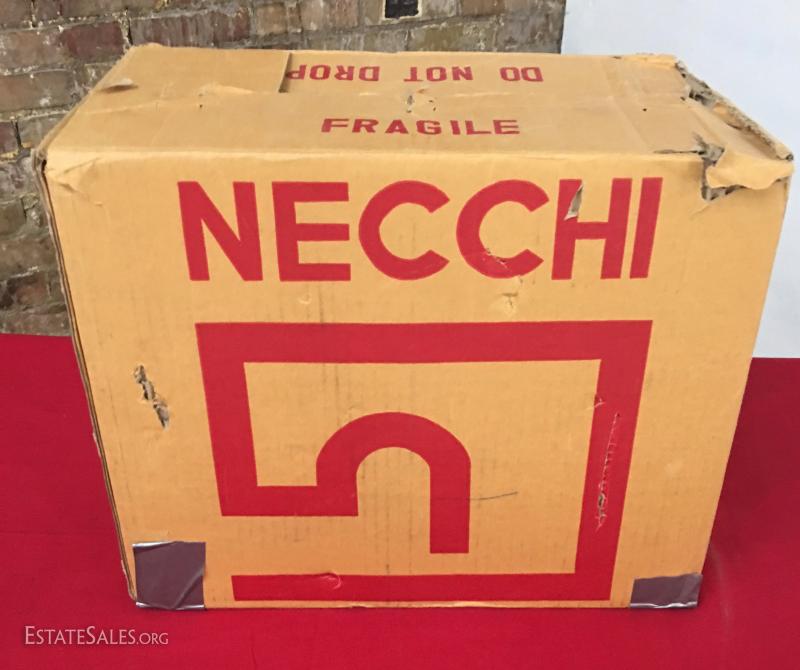 DO NOT DROP
FRAGILE
NECCHI
ESTATESALES.ORG